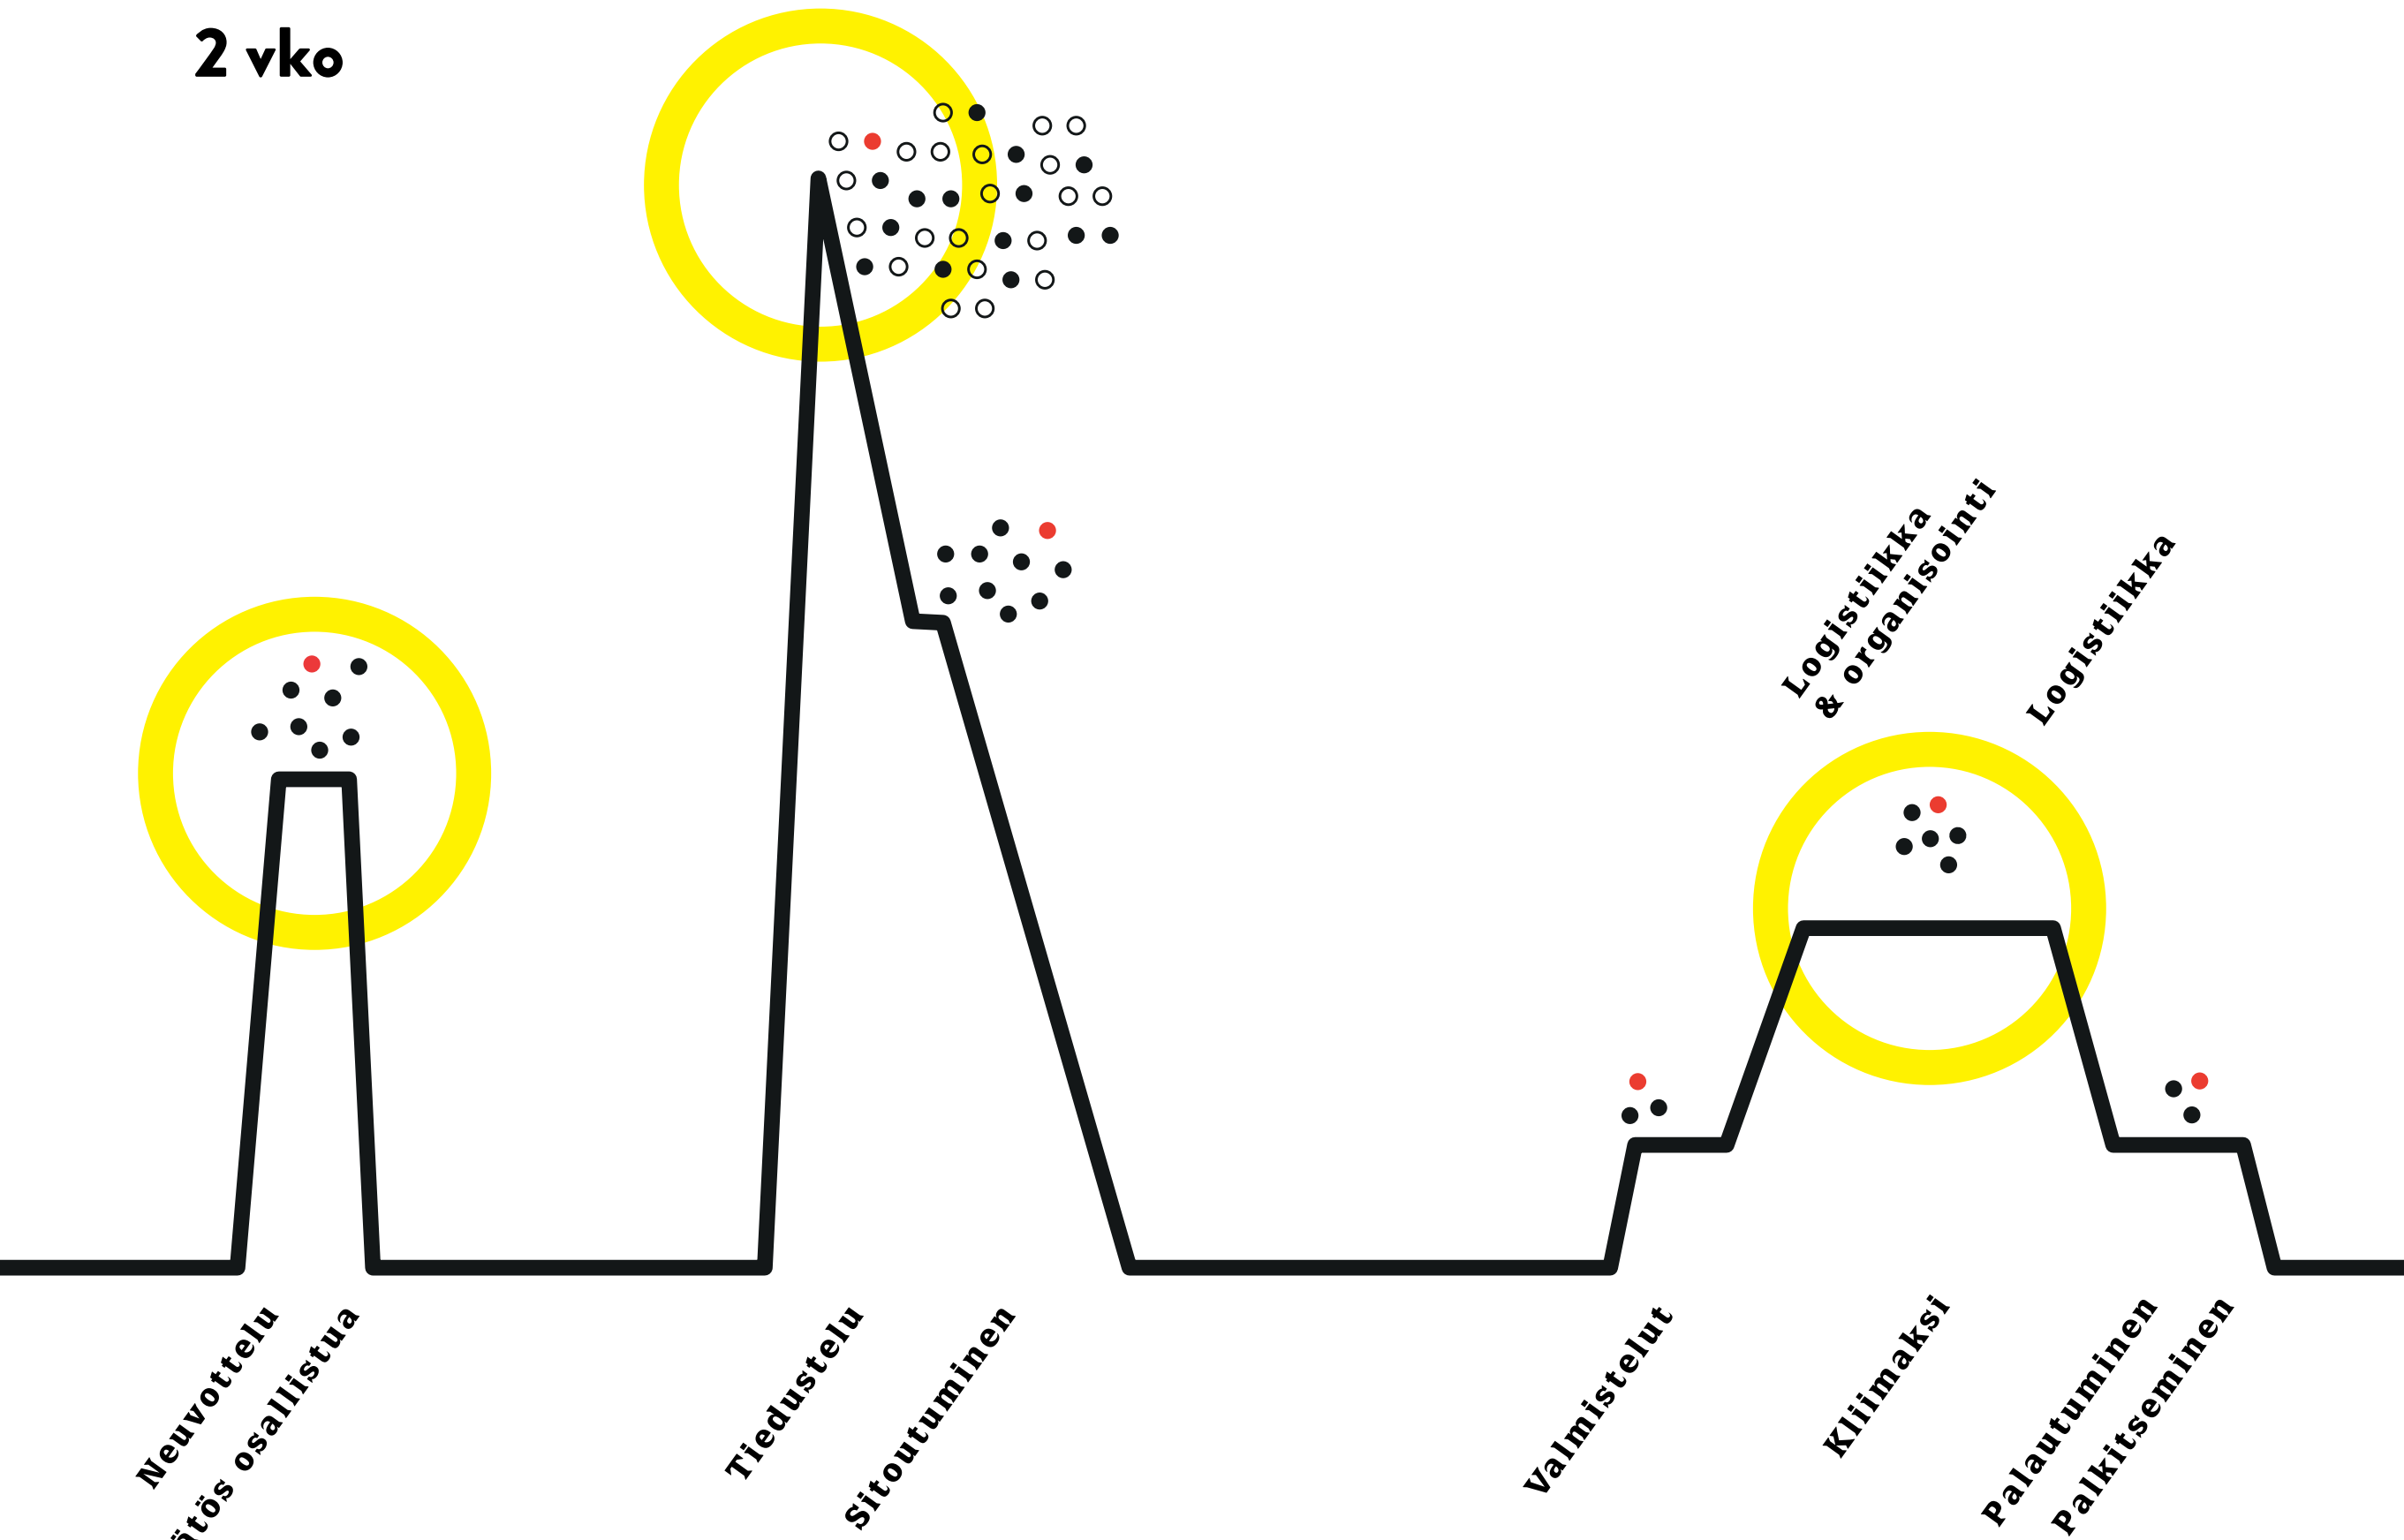 2 vko
Logistiikka
& organisointi
Logistiikka
Neuvottelu
osallistua
Tiedustelu
Sitoutuminen
Valmistelut
Kliimaksi
Palautuminen
Palkitseminen